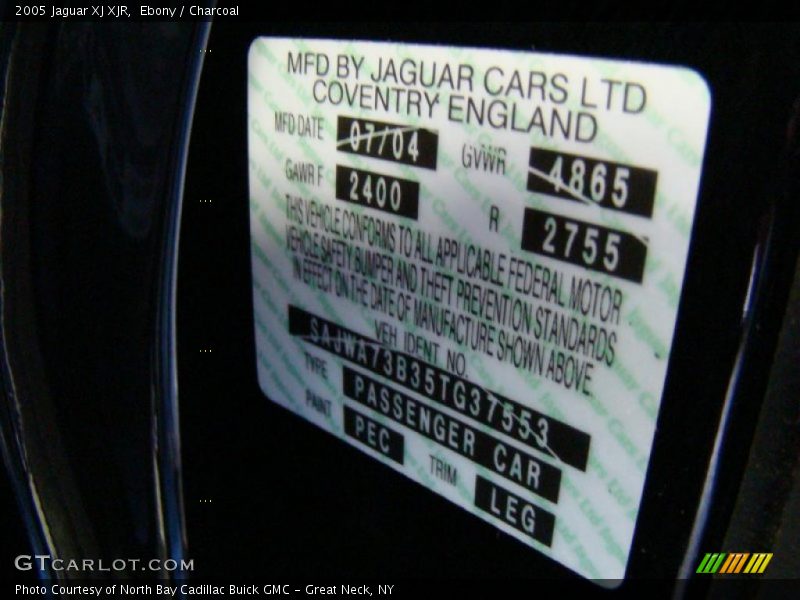 2005 Jaguar XJ XJR, Ebony / Charcoal
MFD BY JAGUAR CARS LTD
COVENTRY ENGLAND
MFD DATE 07/04 GVWR 4865
GAWR F 2400 R 2755
THIS VEHICLE CONFORMS TO ALL APPLICABLE FEDERAL MOTOR
VEHICLE SAFETY BUMPER AND THEFT PREVENTION STANDARDS
IN EFFECT ON THE DATE OF MANUFACTURE SHOWN ABOVE
VEH. IDENT. NO.
SAJWA73B35TG37553
TYPE PASSENGER CAR
PAINT PEC TRIM LEG
GTCARLOT.COM
Photo Courtesy of North Bay Cadillac Buick GMC – Great Neck, NY